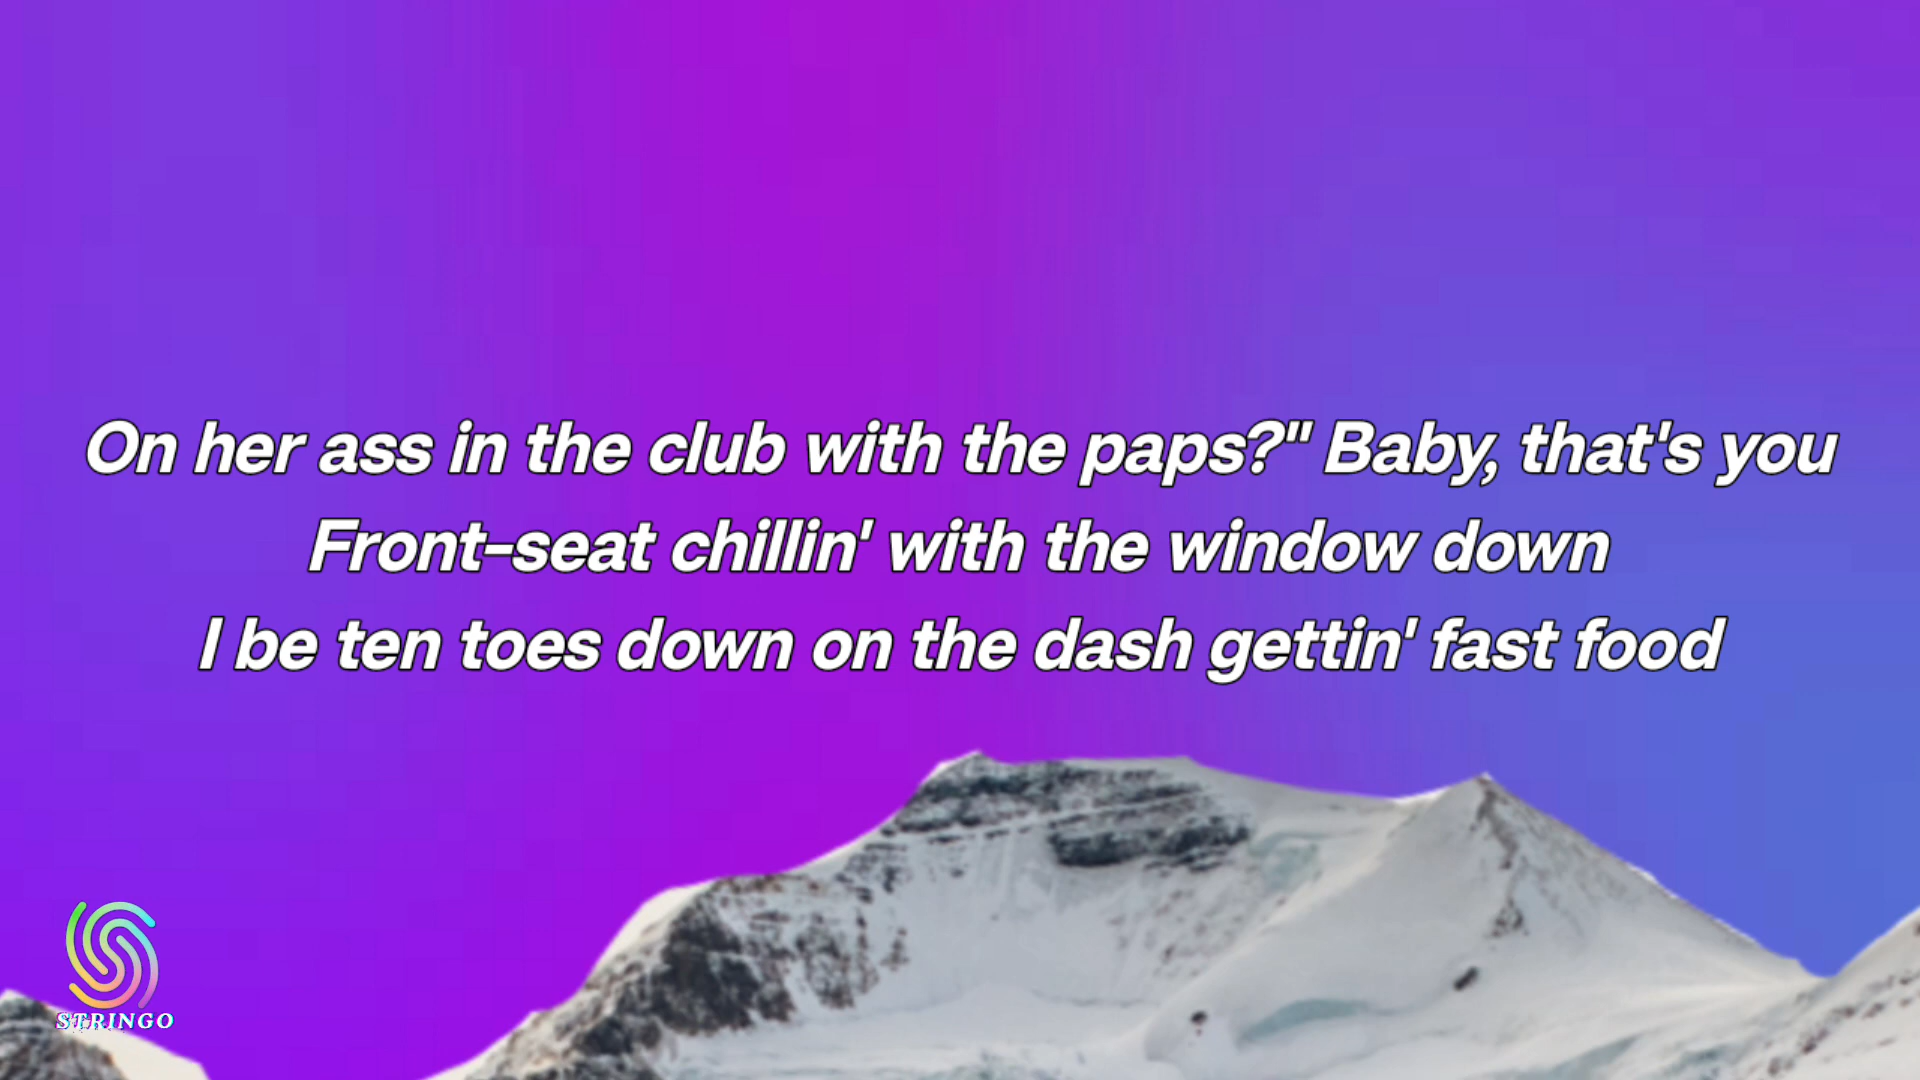 On her ass in the club with the paps?" Baby, that's you
Front-seat chillin' with the window down
I be ten toes down on the dash gettin' fast food
STRINGO